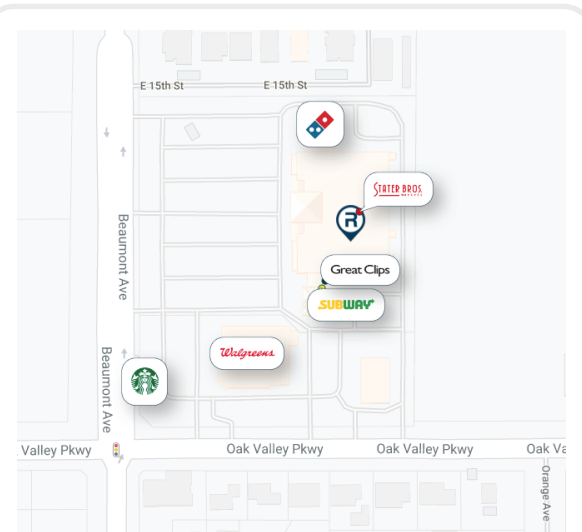 E 15th St
E 15th St
STATER BROS.
Beaumont Ave
R
Great Clips
SUBWAY
Walgreens
Beaumont Ave
Valley Pkwy
Oak Valley Pkwy
Oak Valley Pkwy
Oak Va
Orange Ave